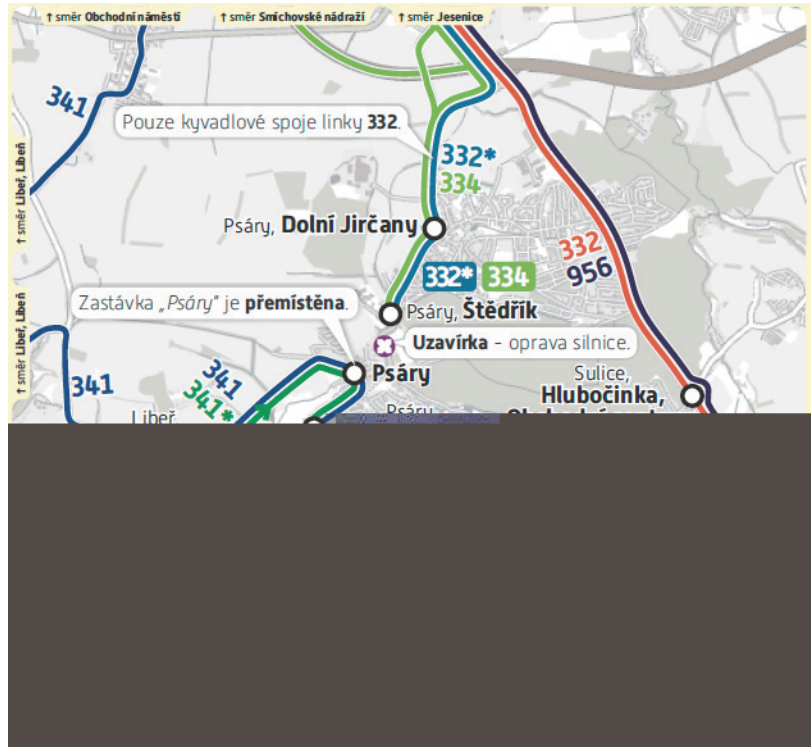 ↑ směr Obchodní náměstí
↑ směr Smíchovské nádraží
↑ směr Jesenice
341
Pouze kyvadlové spoje linky 332.
↑ směr Libeř, Libeň
332*
334
Psáry, Dolní Jirčany
332
956
332* 334
Zastávka „Psáry" je přemístěna.
Psáry, Štědřík
↑ směr Libeř, Libeň
Uzavírka - oprava silnice.
341
341
341*
Psáry
Sulice,
Hlubočinka,
Libeř,
Psáry,